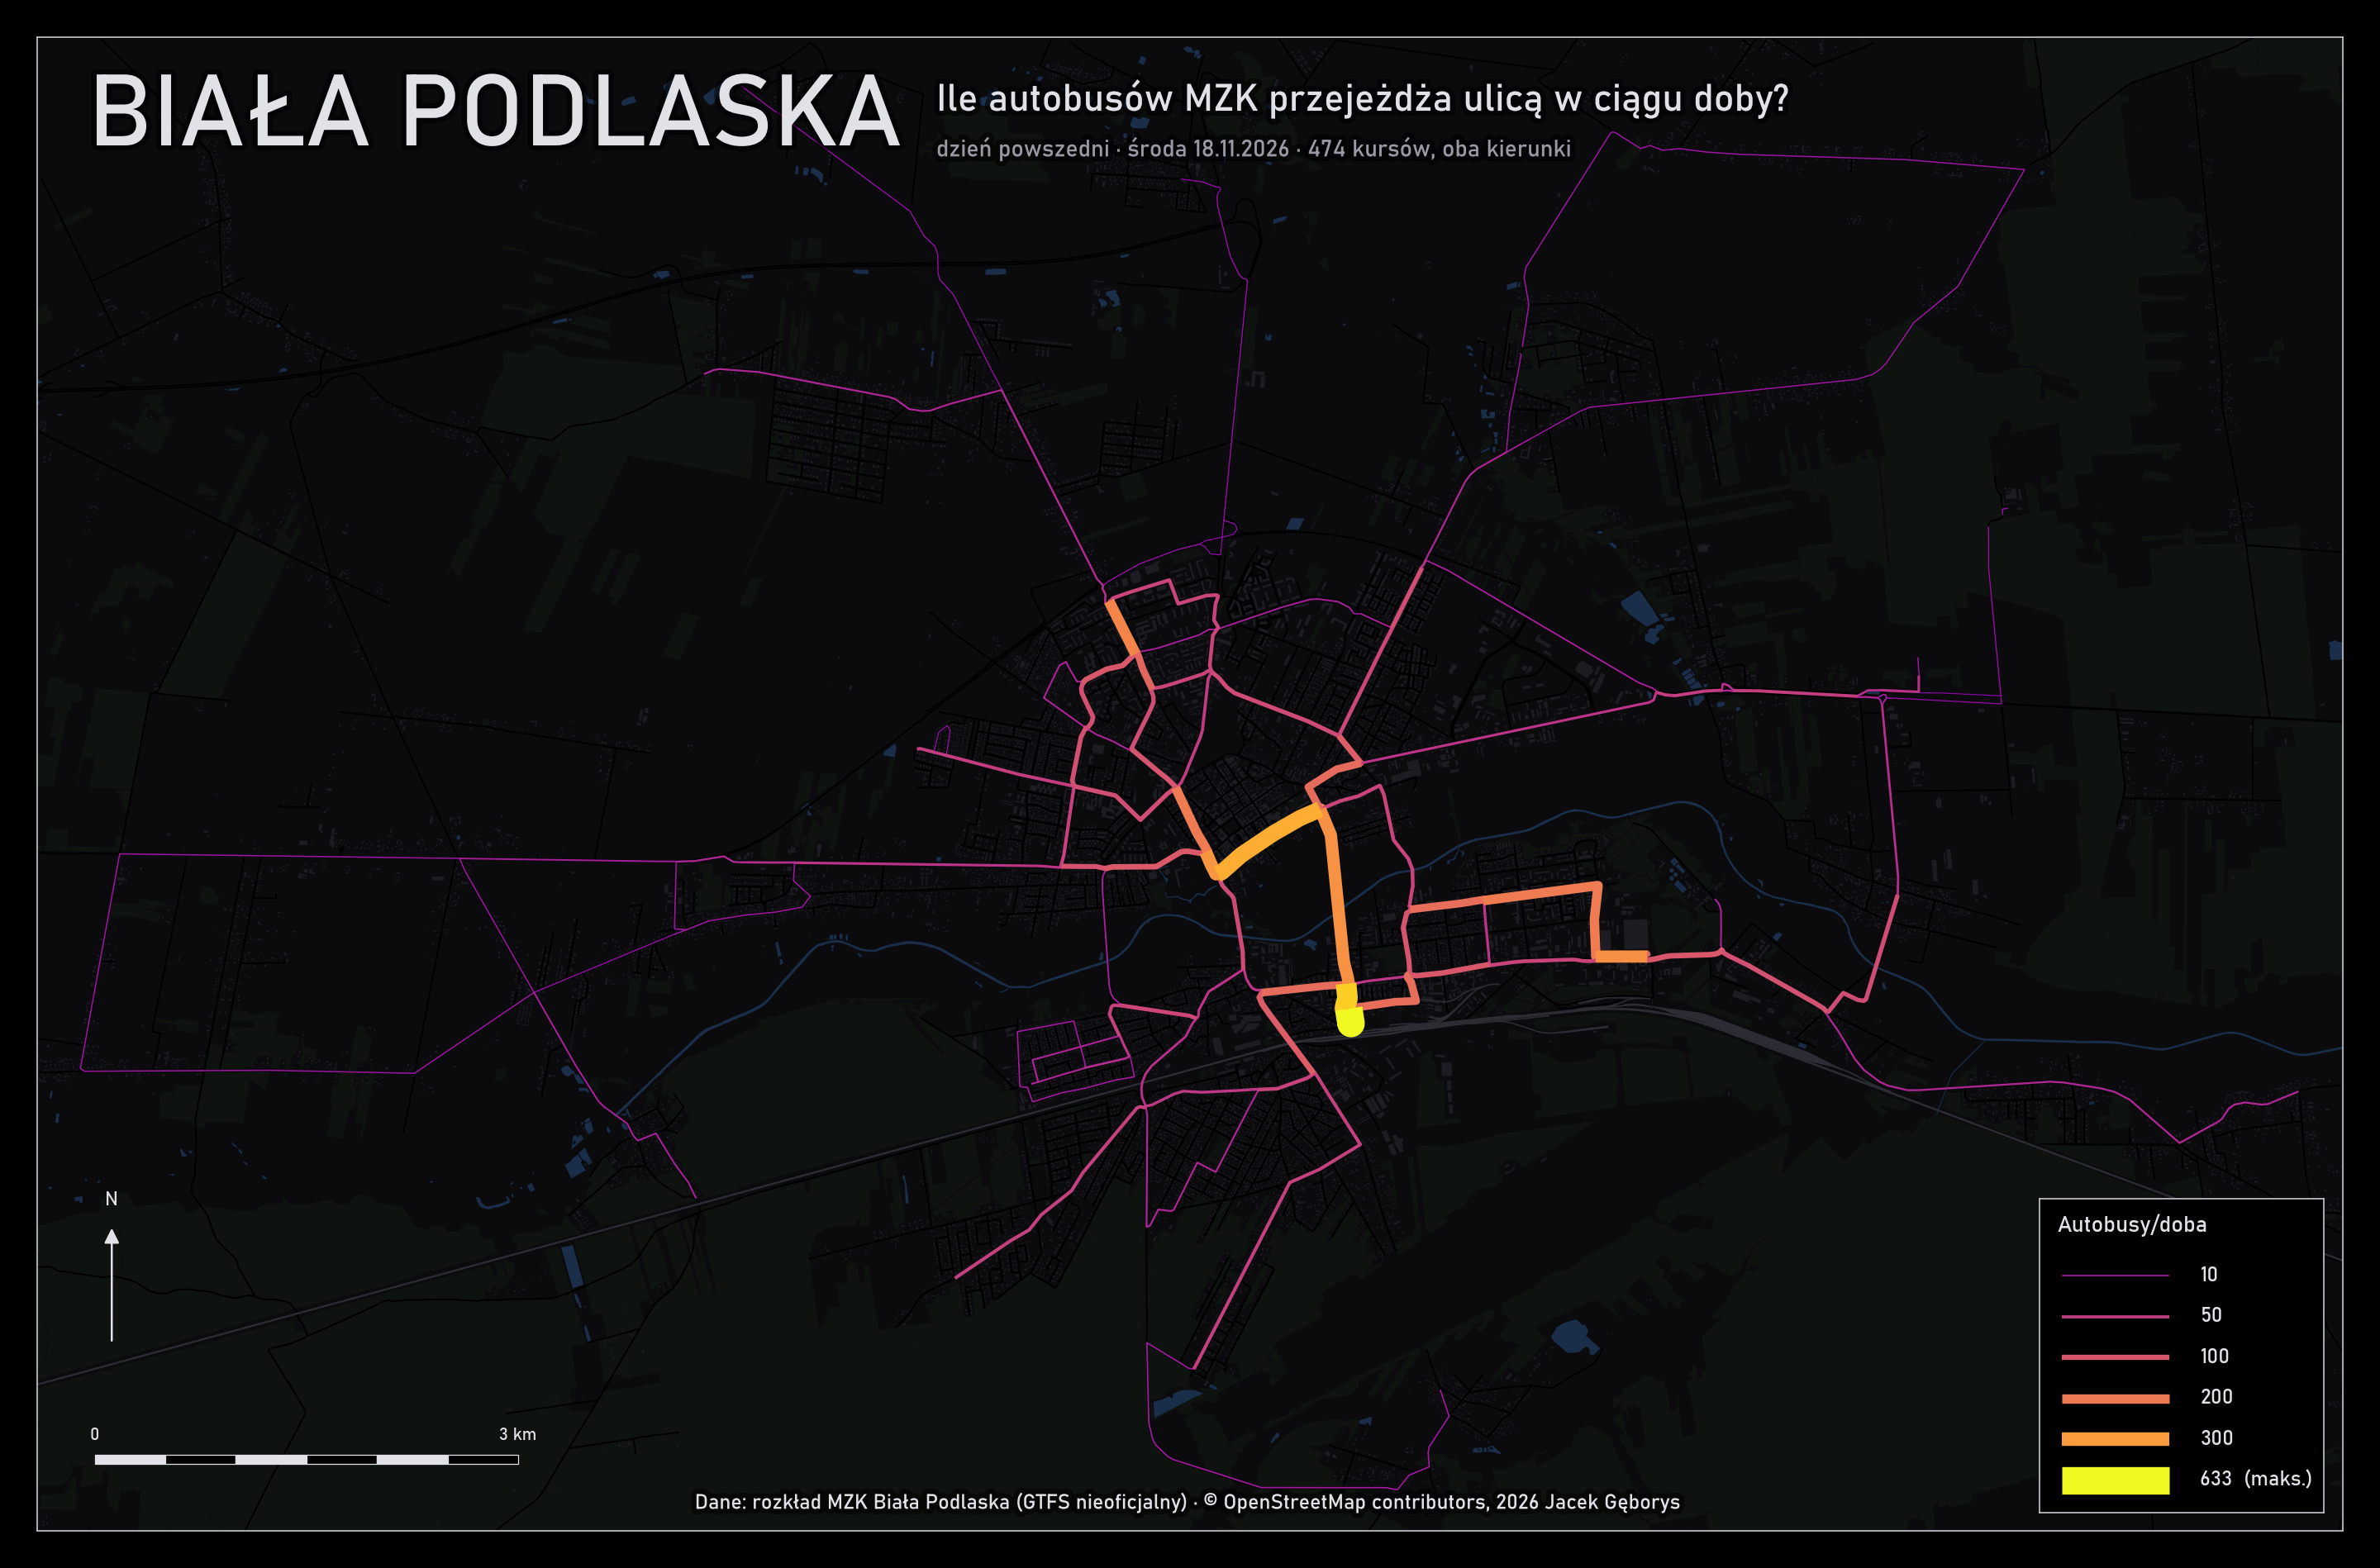 BIAŁA PODLASKA
Ile autobusów MZK przejeżdża ulicą w ciągu doby?
dzień powszedni · środa 18.11.2026 · 474 kursów, oba kierunki
N
0 3 km
Autobusy/doba
10
50
100
200
300
633 (maks.)
Dane: rozkład MZK Biała Podlaska (GTFS nieoficjalny) · © OpenStreetMap contributors, 2026 Jacek Gęborys